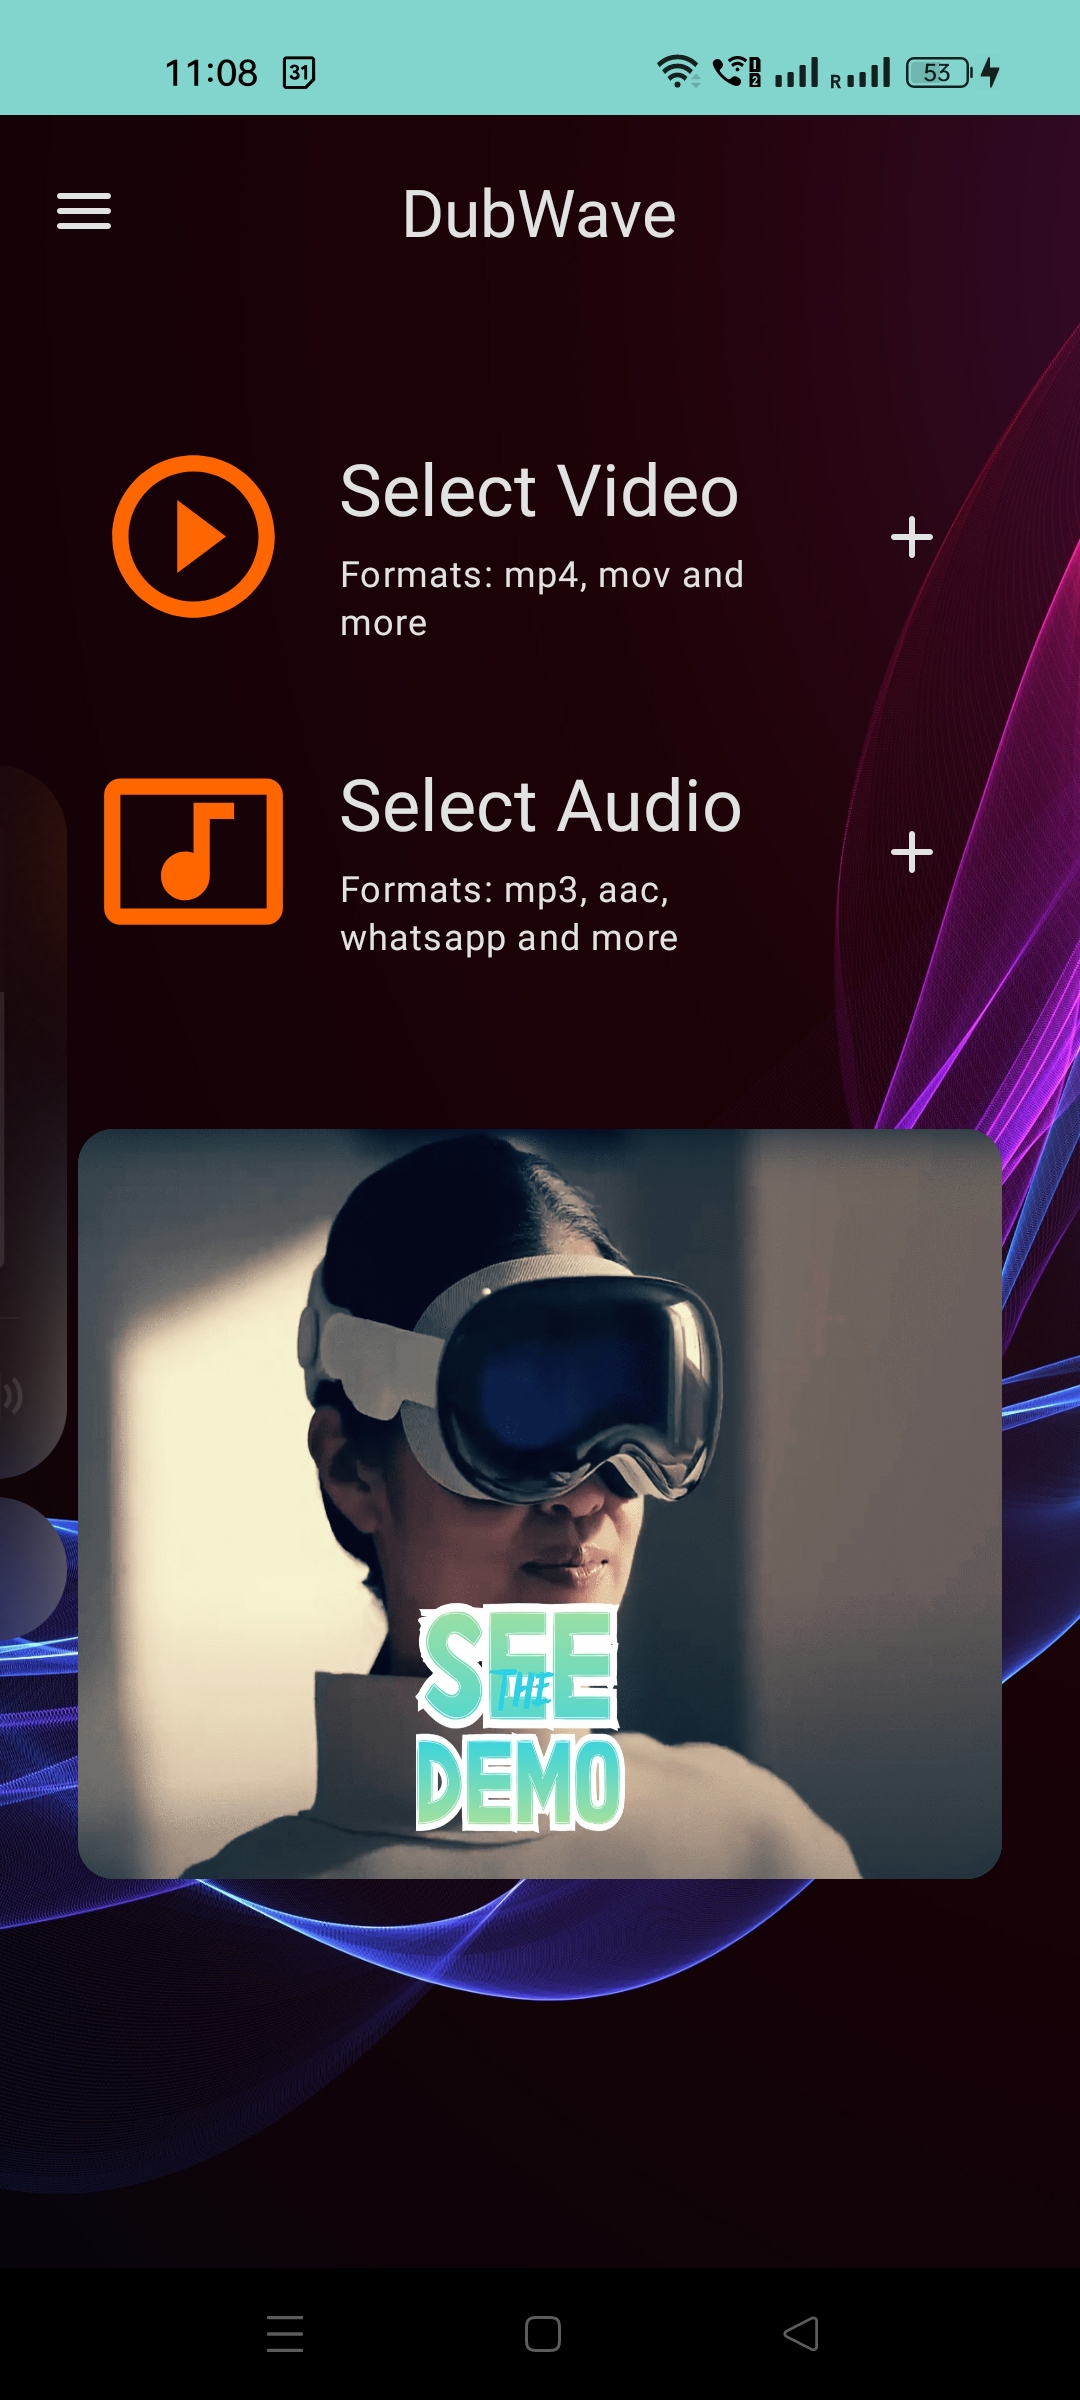 11:08 31 R 53
DubWave
Select Video
Formats: mp4, mov and
more
Select Audio
Formats: mp3, aac,
whatsapp and more
SEE
THE
DEMO